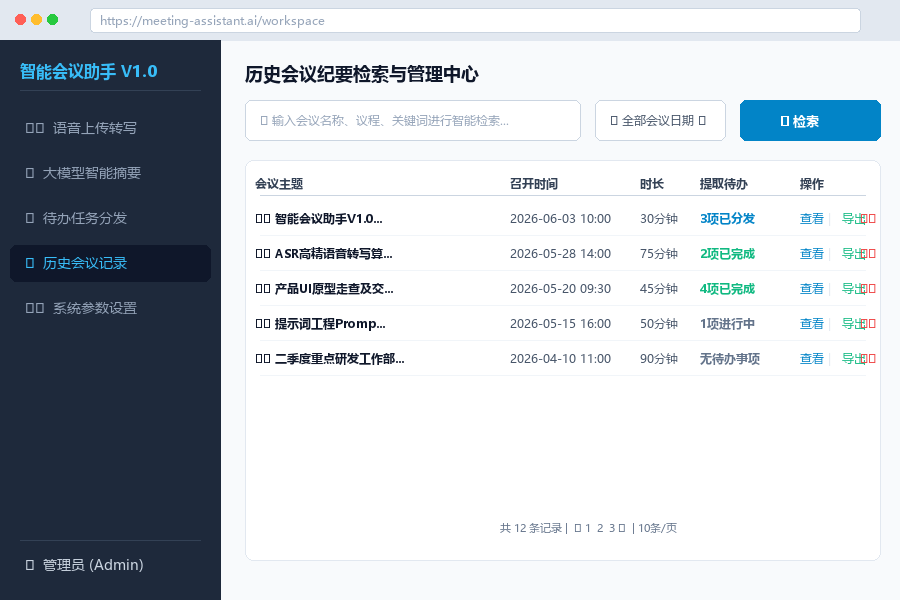 https://meeting-assistant.ai/workspace
智能会议助手 V1.0
语音上传转写
大模型智能摘要
待办任务分发
历史会议记录
系统参数设置
管理员 (Admin)
历史会议纪要检索与管理中心
输入会议名称、议程、关键词进行智能检索...
全部会议日期
检索
会议主题 召开时间 时长 提取待办 操作
智能会议助手V1.0... 2026-06-03 10:00 30分钟 3项已分发 查看 | 导出
ASR高精语音转写算... 2026-05-28 14:00 75分钟 2项已完成 查看 | 导出
产品UI原型走查及交... 2026-05-20 09:30 45分钟 4项已完成 查看 | 导出
提示词工程Promp... 2026-05-15 16:00 50分钟 1项进行中 查看 | 导出
二季度重点研发工作部... 2026-04-10 11:00 90分钟 无待办事项 查看 | 导出
共 12 条记录 | 1 2 3 | 10条/页